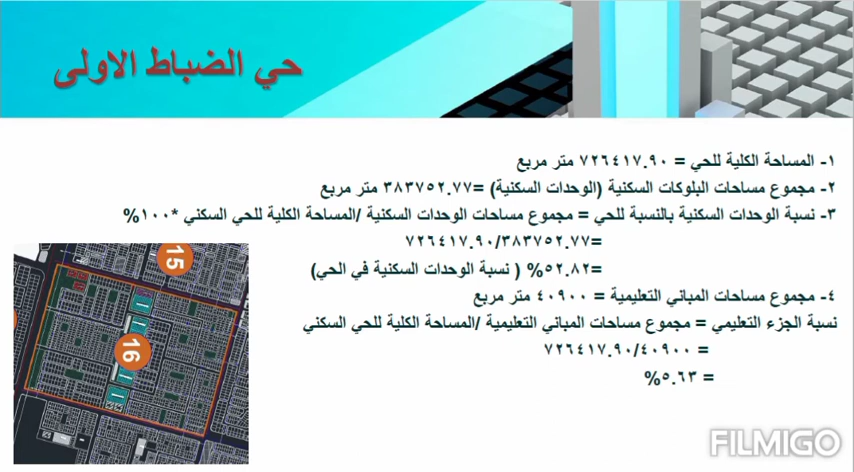 حي الضباط الاولى
١- المساحة الكلية للحي = ٧٢٦٤١٧.٩٠ متر مربع
٢- مجموع مساحات البلوكات السكنية (الوحدات السكنية) =٣٨٣٧٥٢.٧٧ متر مربع
٣- نسبة الوحدات السكنية بالنسبة للحي = مجموع مساحات الوحدات السكنية /المساحة الكلية للحي السكني *١٠٠%
=٧٢٦٤١٧.٩٠/٣٨٣٧٥٢.٧٧
=٥٢.٨٢% ( نسبة الوحدات السكنية في الحي)
٤- مجموع مساحات المباني التعليمية = ٤٠٩٠٠ متر مربع
نسبة الجزء التعليمي = مجموع مساحات المباني التعليمية /المساحة الكلية للحي السكني
= ٧٢٦٤١٧.٩٠/٤٠٩٠٠
= ٥.٦٣%
15
16
FILMIGO